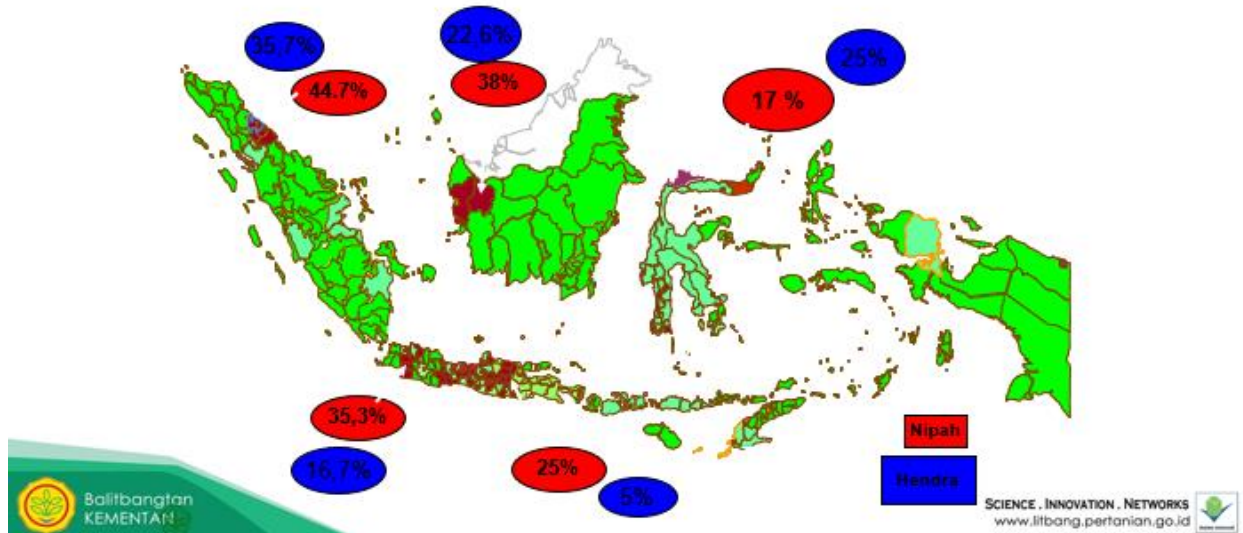 35,7%
22,6%
25%
44.7%
38%
17 %
35,3%
16,7%
25%
5%
Nipah
Hendra
Balitbangtan
KEMENTAN
SCIENCE . INNOVATION . NETWORKS
www.litbang.pertanian.go.id